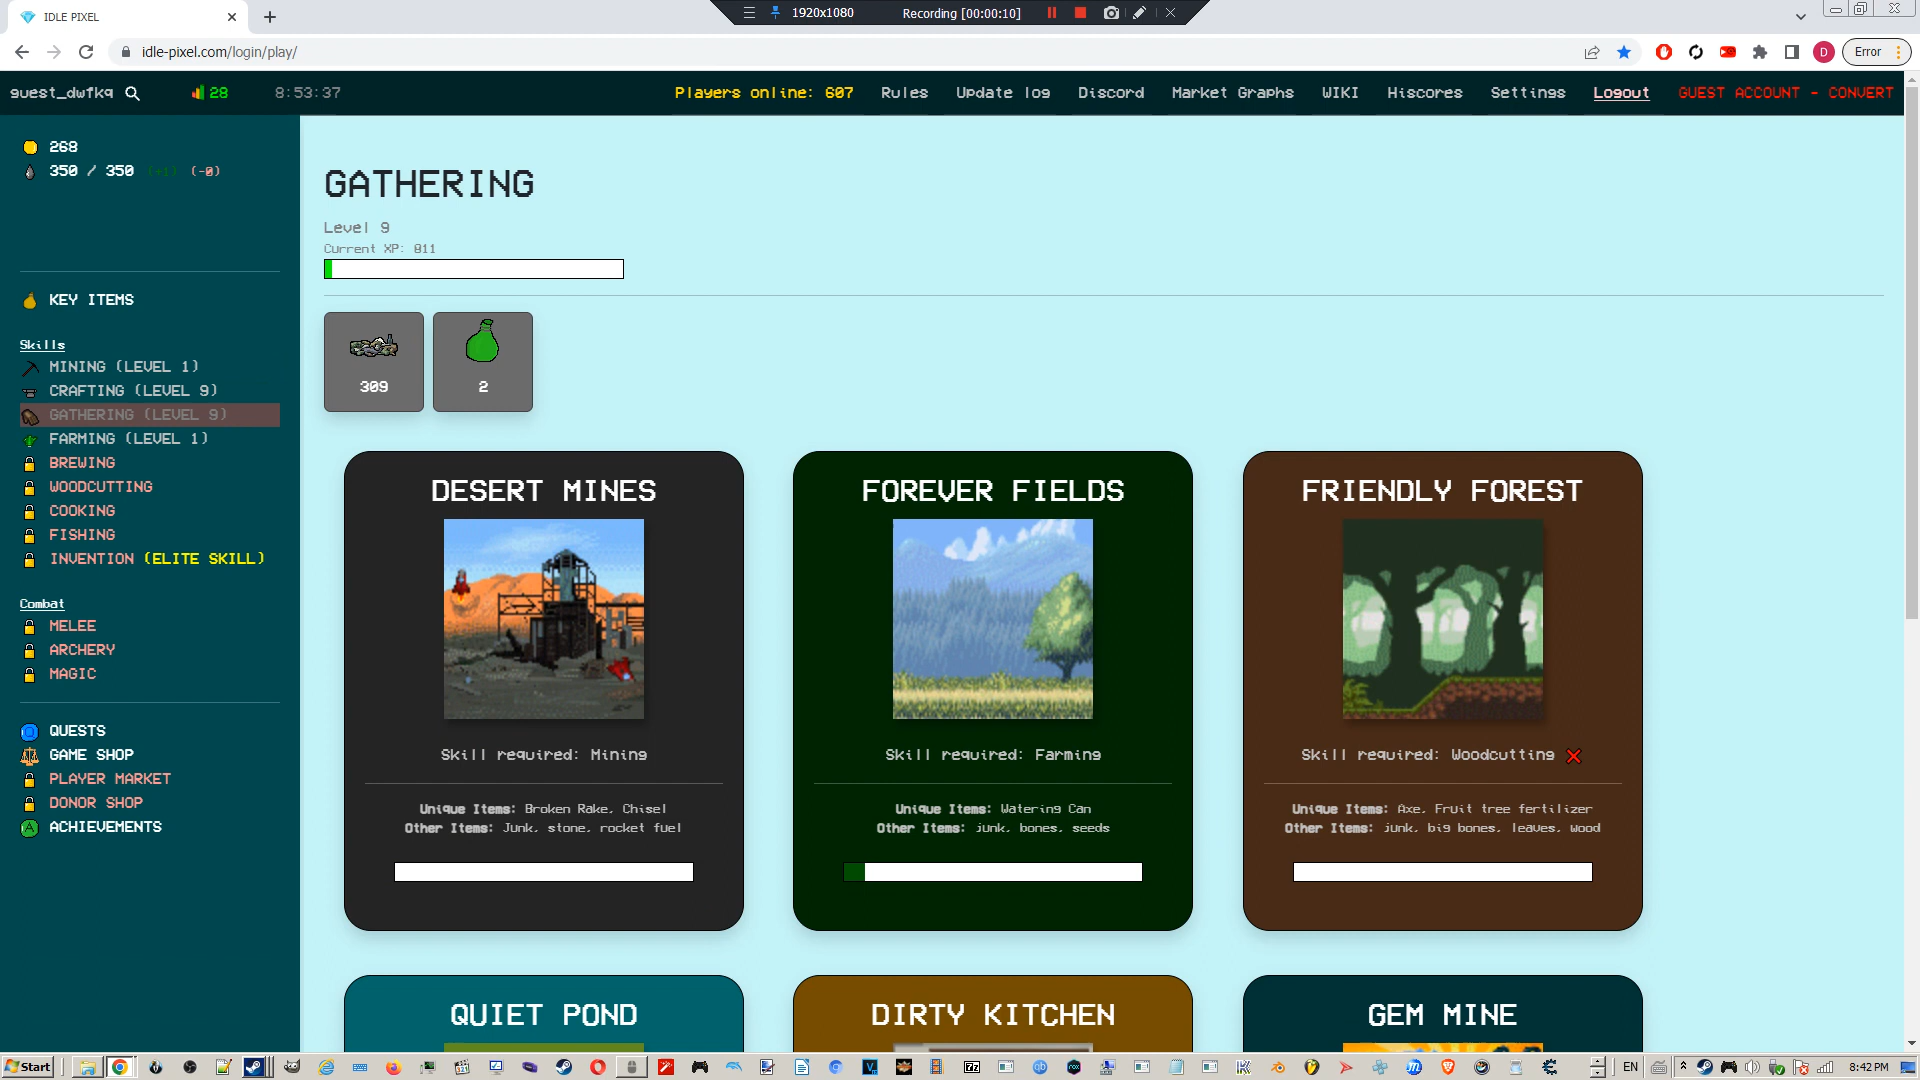 IDLE PIXEL
1920x1080
Recording [00:00:10]
idle-pixel.com/login/play/
D
Error
guest_dwfkq
28
8:53:37
Players online: 607
Rules
Update log
Discord
Market Graphs
WIKI
Hiscores
Settings
Logout
GUEST ACCOUNT - CONVERT
268
350 / 350 (+1) (-0)
KEY ITEMS
Skills
MINING (LEVEL 1)
CRAFTING (LEVEL 9)
GATHERING (LEVEL 9)
FARMING (LEVEL 1)
BREWING
WOODCUTTING
COOKING
FISHING
INVENTION (ELITE SKILL)
Combat
MELEE
ARCHERY
MAGIC
QUESTS
GAME SHOP
PLAYER MARKET
DONOR SHOP
ACHIEVEMENTS
GATHERING
Level 9
Current XP: 811
309
2
DESERT MINES
Skill required: Mining
Unique Items: Broken Rake, Chisel
Other Items: Junk, stone, rocket fuel
FOREVER FIELDS
Skill required: Farming
Unique Items: Watering Can
Other Items: junk, bones, seeds
FRIENDLY FOREST
Skill required: Woodcutting
Unique Items: Axe, Fruit tree fertilizer
Other Items: junk, big bones, leaves, wood
QUIET POND
DIRTY KITCHEN
GEM MINE
Start
EN
8:42 PM